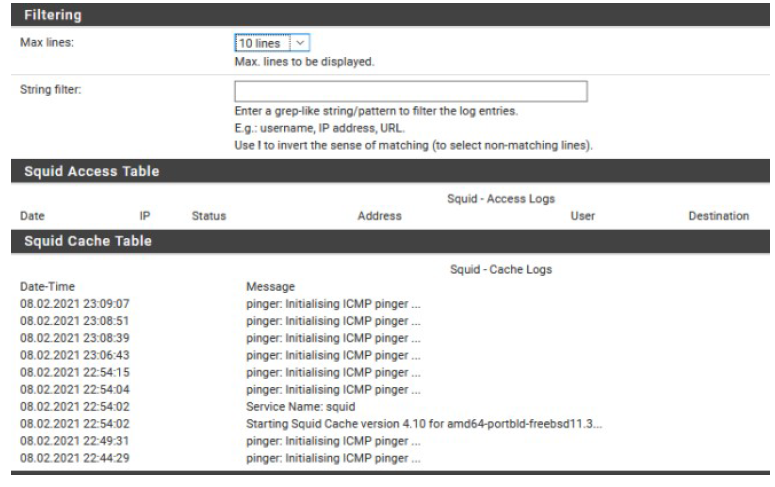 Filtering
Max lines: 10 lines
Max. lines to be displayed.
String filter:
Enter a grep-like string/pattern to filter the log entries.
E.g.: username, IP address, URL.
Use ! to invert the sense of matching (to select non-matching lines).
Squid Access Table
Squid - Access Logs
Date IP Status Address User Destination
Squid Cache Table
Squid - Cache Logs
Date-Time Message
08.02.2021 23:09:07 pinger: Initialising ICMP pinger ...
08.02.2021 23:08:51 pinger: Initialising ICMP pinger ...
08.02.2021 23:08:39 pinger: Initialising ICMP pinger ...
08.02.2021 23:06:43 pinger: Initialising ICMP pinger ...
08.02.2021 22:54:15 pinger: Initialising ICMP pinger ...
08.02.2021 22:54:04 pinger: Initialising ICMP pinger ...
08.02.2021 22:54:02 Service Name: squid
08.02.2021 22:54:02 Starting Squid Cache version 4.10 for amd64-portbld-freebsd11.3...
08.02.2021 22:49:31 pinger: Initialising ICMP pinger ...
08.02.2021 22:44:29 pinger: Initialising ICMP pinger ...